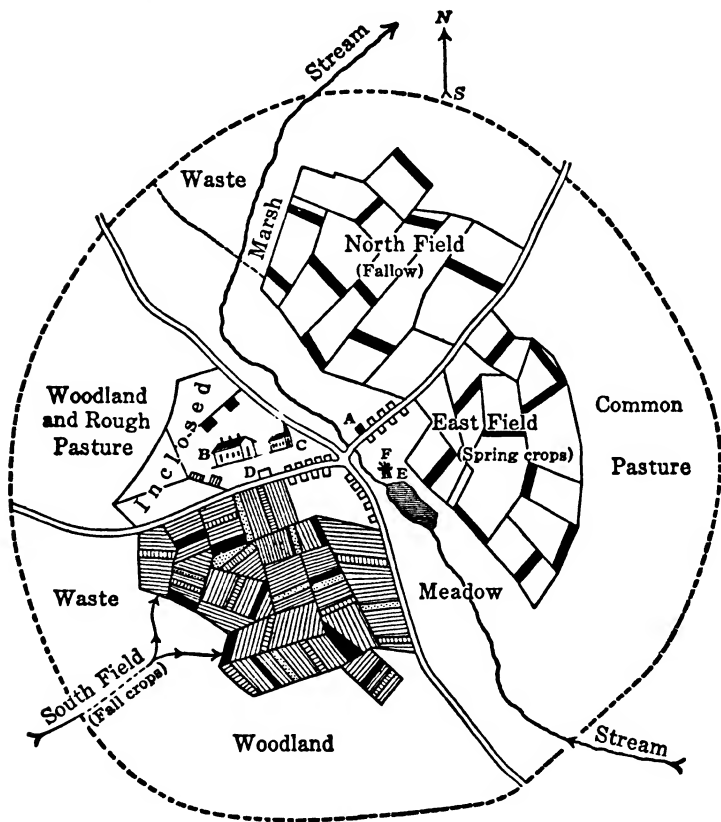 N
S
Stream
Waste
Marsh
North Field
(Fallow)
Woodland
and Rough
Pasture
Inclosed
A
B
C
D
East Field
(Spring crops)
F
E
Common
Pasture
Waste
Meadow
South Field
(Fall crops)
Woodland
Stream